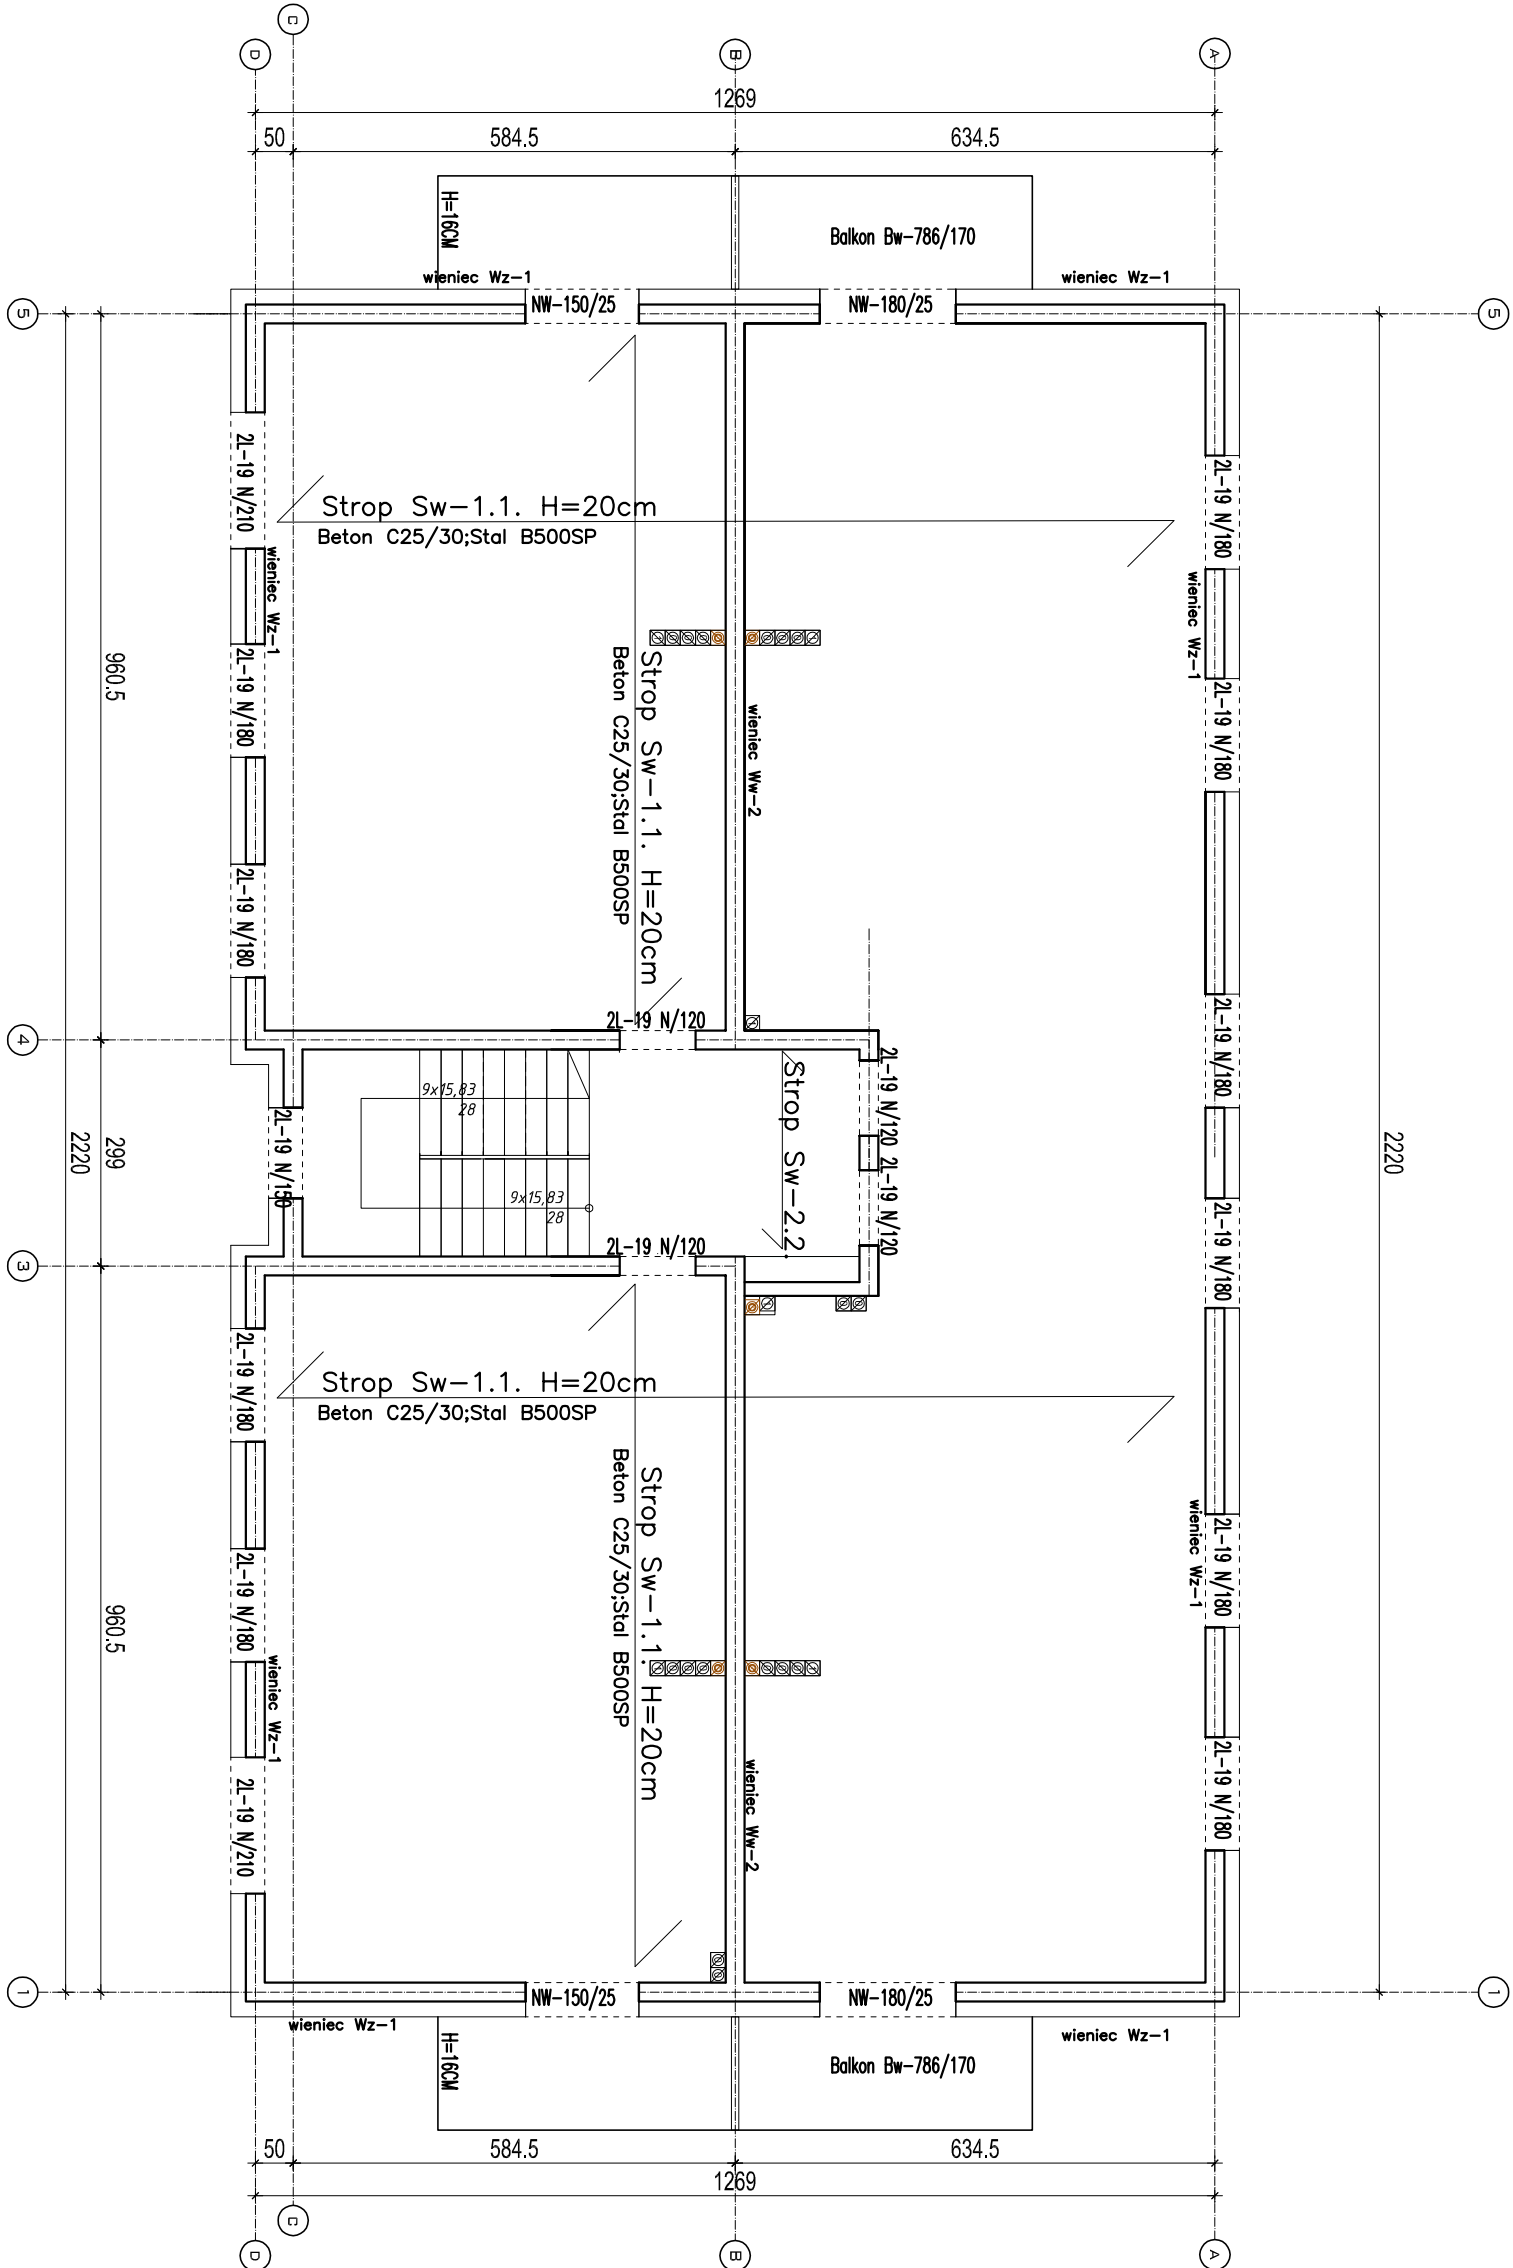 C
D
B
A
1269
50
584.5
634.5
H=16CM
Balkon Bw-786/170
wieniec Wz-1
wieniec Wz-1
5
NW-150/25
NW-180/25
5
2L-19 N/210
2L-19 N/180
Strop Sw-1.1. H=20cm
Beton C25/30;Stal B500SP
wieniec Wz-1
wieniec Wz-1
2L-19 N/180
2L-19 N/180
960.5
Strop Sw-1.1. H=20cm
Beton C25/30;Stal B500SP
wieniec Ww-2
2L-19 N/180
2L-19 N/180
4
2L-19 N/120
2L-19 N/120
Strop Sw-2.2.
9x15,83
28
2L-19 N/150
299
2220
2220
2L-19 N/120
9x15,83
28
2L-19 N/180
3
2L-19 N/120
2L-19 N/180
Strop Sw-1.1. H=20cm
Beton C25/30;Stal B500SP
Strop Sw-1.1. H=20cm
Beton C25/30;Stal B500SP
wieniec Wz-1
2L-19 N/180
2L-19 N/180
960.5
wieniec Wz-1
2L-19 N/180
wieniec Ww-2
2L-19 N/210
1
NW-150/25
NW-180/25
1
wieniec Wz-1
wieniec Wz-1
H=16CM
Balkon Bw-786/170
50
584.5
634.5
1269
C
D
B
A